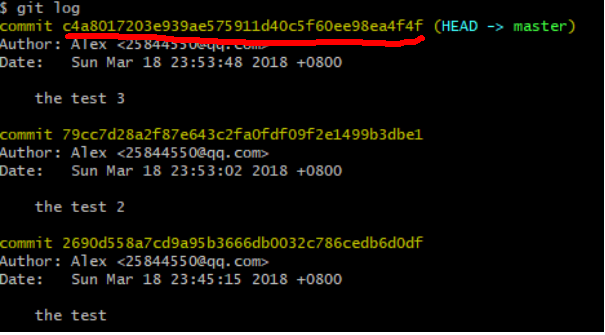 $ git log
commit c4a8017203e939ae575911d40c5f60ee98ea4f4f (HEAD -> master)
Author: Alex <25844550@qq.com>
Date:   Sun Mar 18 23:53:48 2018 +0800
the test 3
commit 79cc7d28a2f87e643c2fa0fdf09f2e1499b3dbe1
Author: Alex <25844550@qq.com>
Date:   Sun Mar 18 23:53:02 2018 +0800
the test 2
commit 2690d558a7cd9a95b3666db0032c786cedb6d0df
Author: Alex <25844550@qq.com>
Date:   Sun Mar 18 23:45:15 2018 +0800
the test